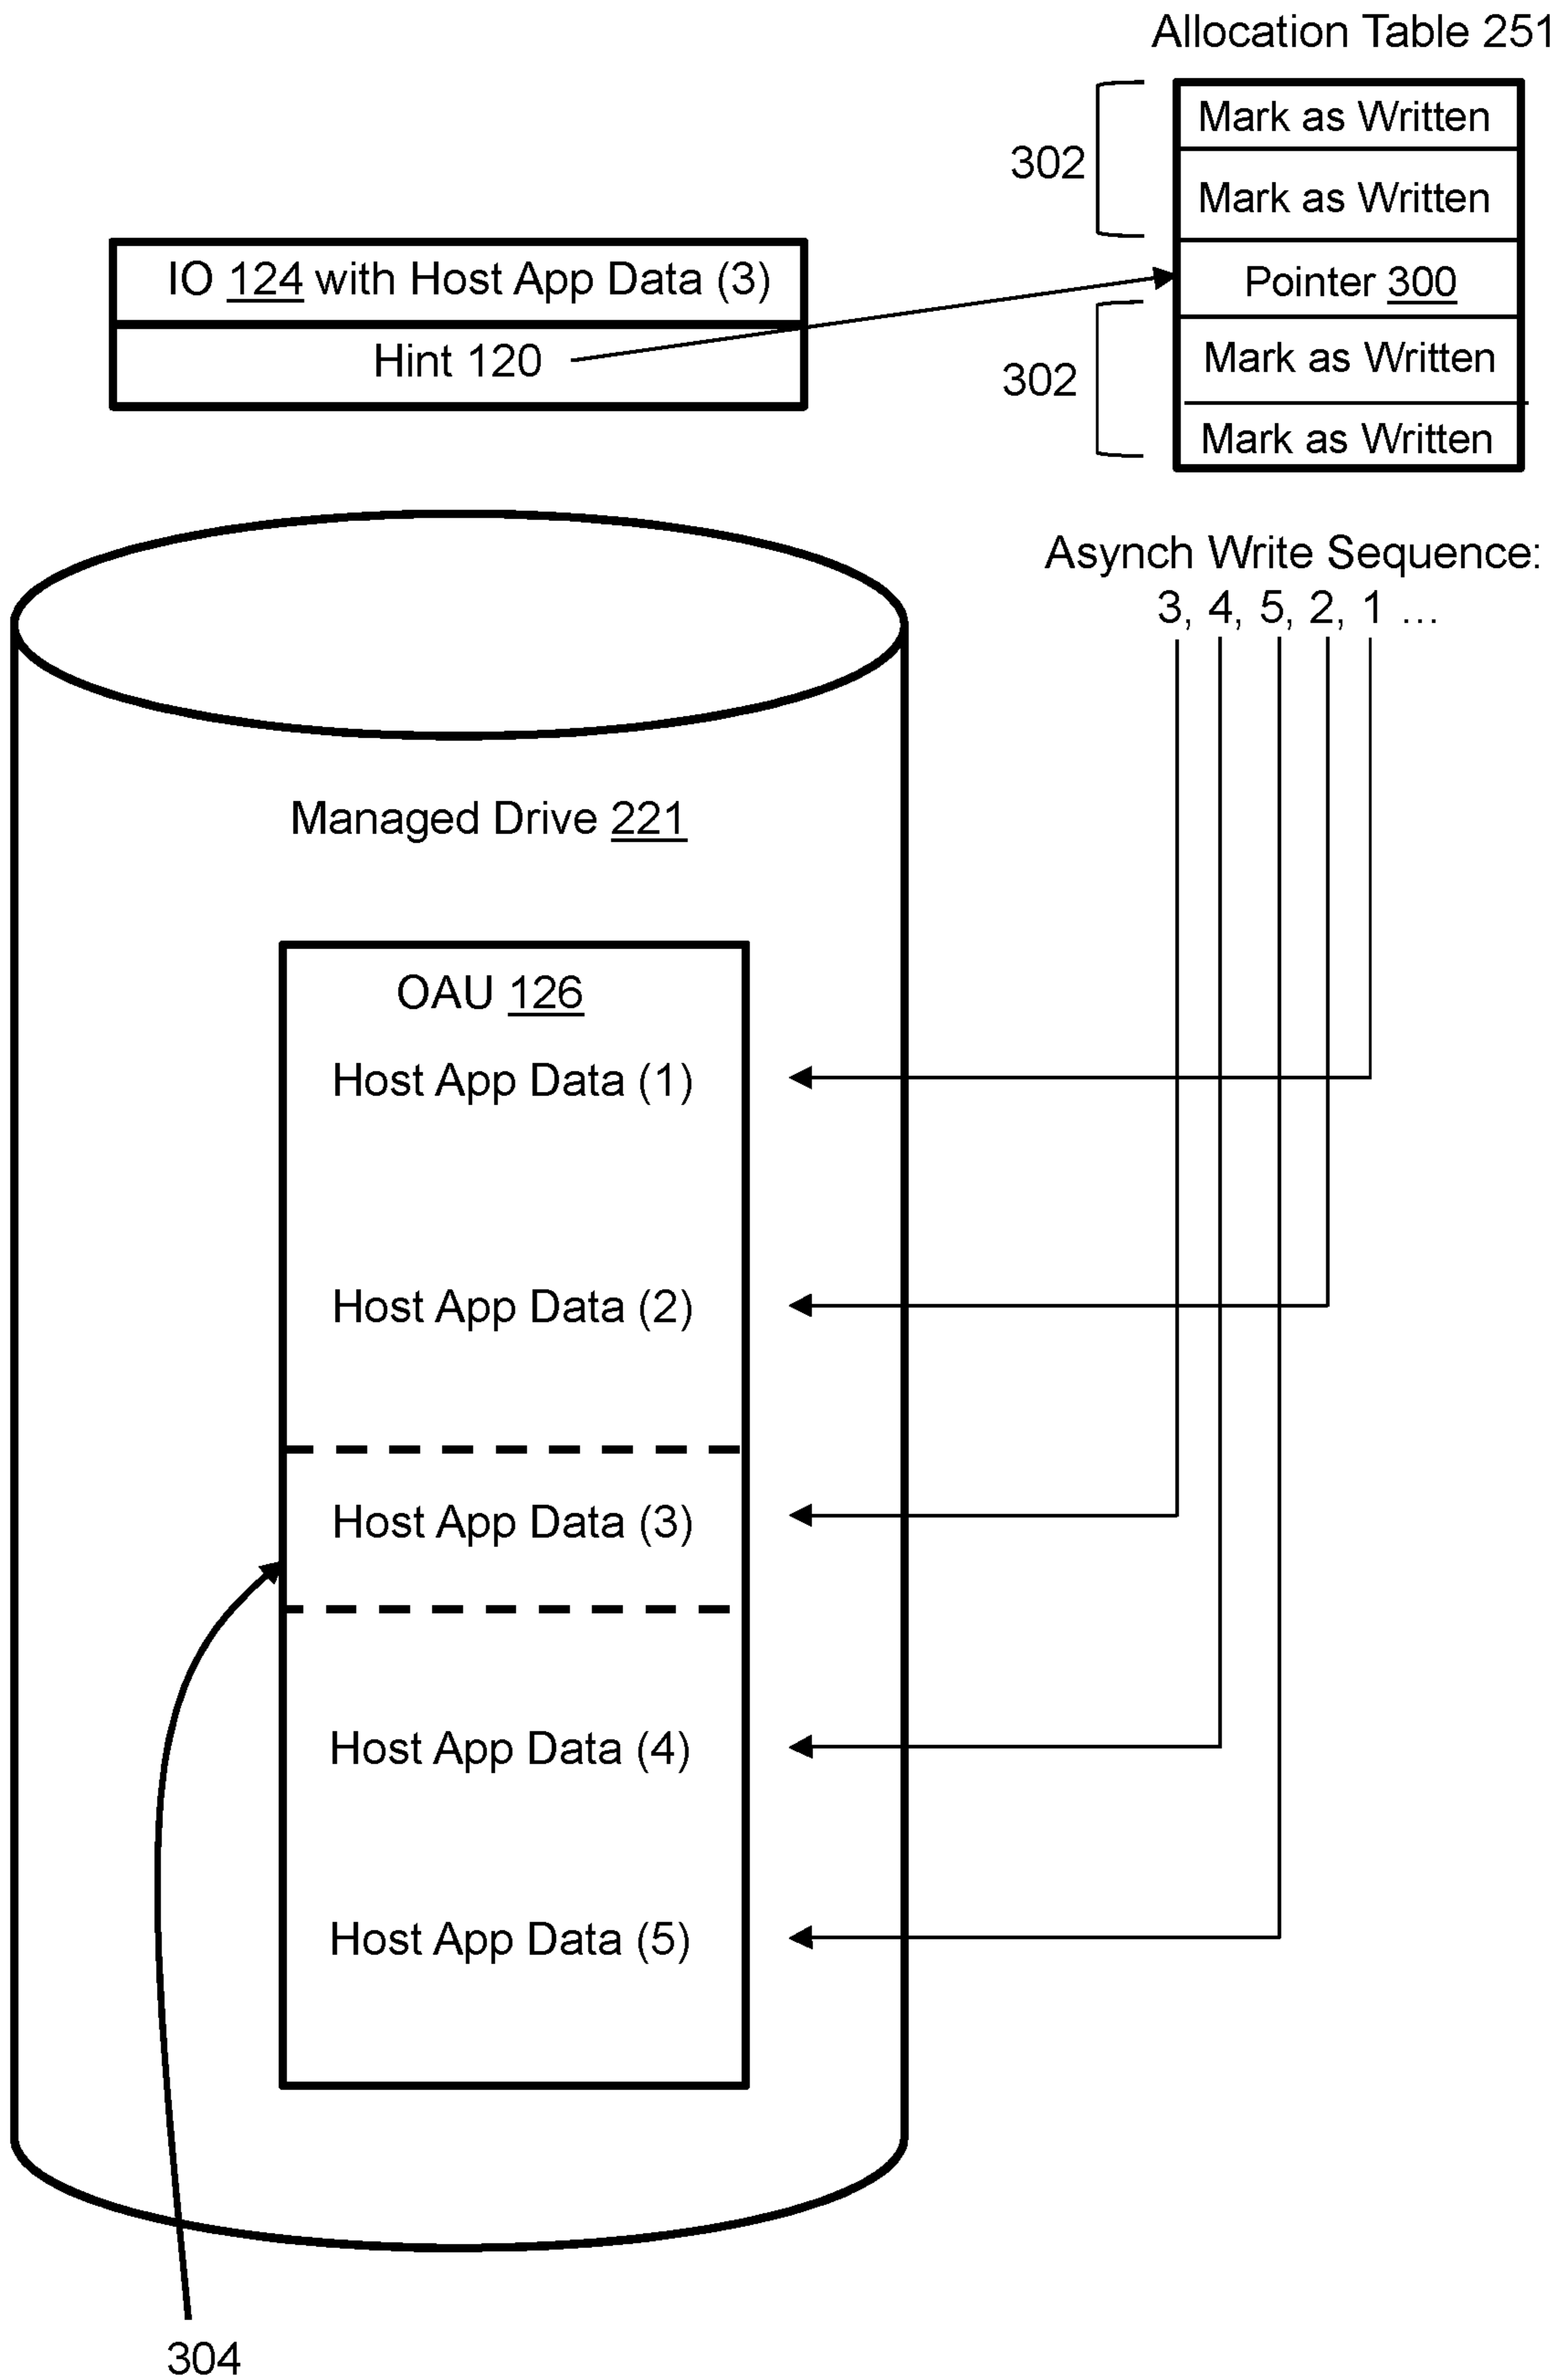 Allocation Table 251
Mark as Written
302
Mark as Written
IO 124 with Host App Data (3)
Pointer 300
Hint 120
Mark as Written
302
Mark as Written
Asynch Write Sequence:
3, 4, 5, 2, 1 ...
Managed Drive 221
OAU 126
Host App Data (1)
Host App Data (2)
Host App Data (3)
Host App Data (4)
Host App Data (5)
304